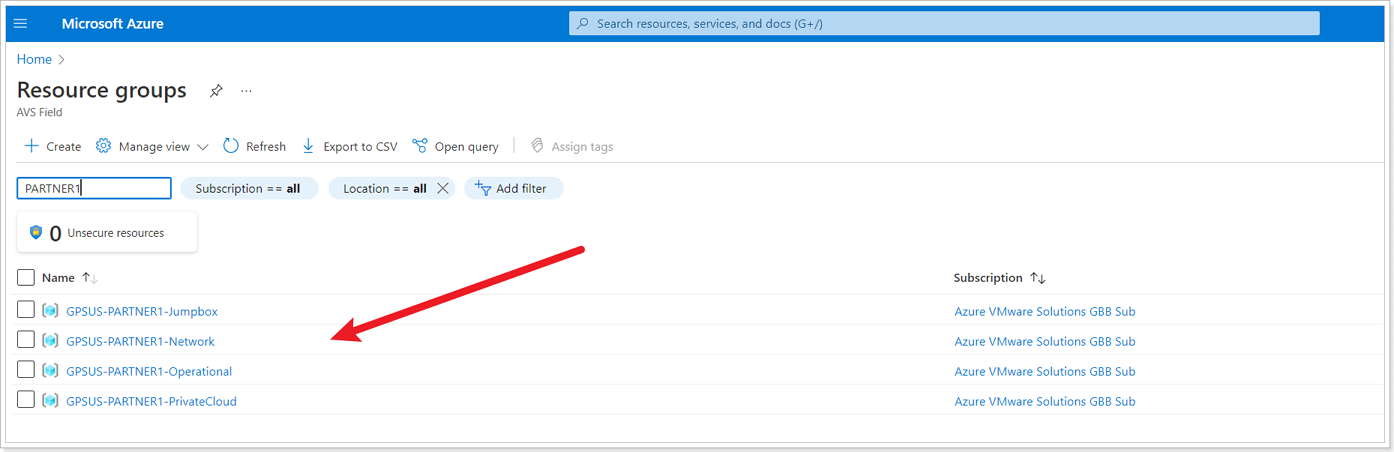 Microsoft Azure
Search resources, services, and docs (G+/)
Home
Resource groups
AVS Field
Create Manage view Refresh Export to CSV Open query Assign tags
PARTNER1 Subscription == all Location == all Add filter
0 Unsecure resources
Name Subscription
GPSUS-PARTNER1-Jumpbox Azure VMware Solutions GBB Sub
GPSUS-PARTNER1-Network Azure VMware Solutions GBB Sub
GPSUS-PARTNER1-Operational Azure VMware Solutions GBB Sub
GPSUS-PARTNER1-PrivateCloud Azure VMware Solutions GBB Sub